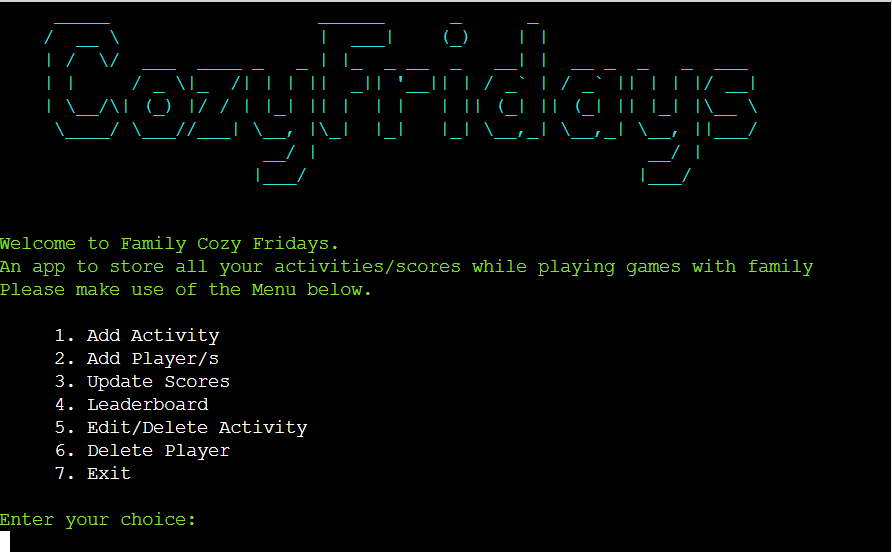 CozyFridays
Welcome to Family Cozy Fridays.
An app to store all your activities/scores while playing games with family
Please make use of the Menu below.
1. Add Activity
2. Add Player/s
3. Update Scores
4. Leaderboard
5. Edit/Delete Activity
6. Delete Player
7. Exit
Enter your choice: